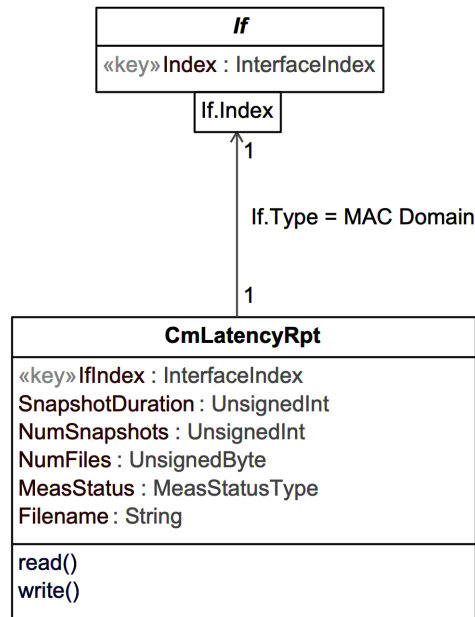 If
«key»Index : InterfaceIndex
If.Index
1
If.Type = MAC Domain
1
CmLatencyRpt
«key»IfIndex : InterfaceIndex
SnapshotDuration : UnsignedInt
NumSnapshots : UnsignedInt
NumFiles : UnsignedByte
MeasStatus : MeasStatusType
Filename : String
read()
write()